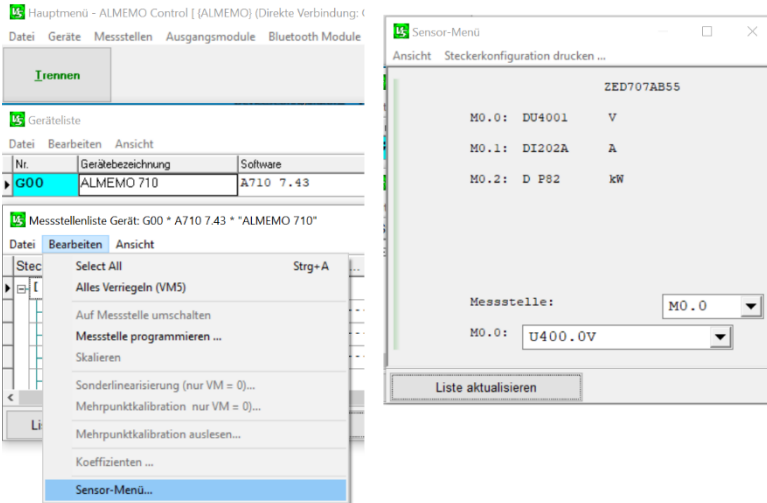 Hauptmenü - ALMEMO Control [ (ALMEMO) (Direkte Verbindung:
Datei Geräte Messstellen Ausgangsmodule Bluetooth Module
Trennen
Geräteliste
Datei Bearbeiten Ansicht
Nr. Gerätebezeichnung Software
G00 ALMEMO 710 A710 7.43
Messstellenliste Gerät: G00 * A710 7.43 * "ALMEMO 710"
Datei Bearbeiten Ansicht
Stec
Select All Strg+A
Alles Verriegeln (VM5)
Auf Messstelle umschalten
Messstelle programmieren ...
Skalieren
Sonderlinearisierung (nur VM = 0)...
Mehrpunktkalibration nur VM = 0)...
Li
Mehrpunktkalibration auslesen...
Koeffizienten ...
Sensor-Menü...
Sensor-Menü
Ansicht Steckerkonfiguration drucken ...
ZED707AB55
M0.0: DU4001 V
M0.1: DI202A A
M0.2: D P82 kW
Messstelle: M0.0
M0.0: U400.0V
Liste aktualisieren